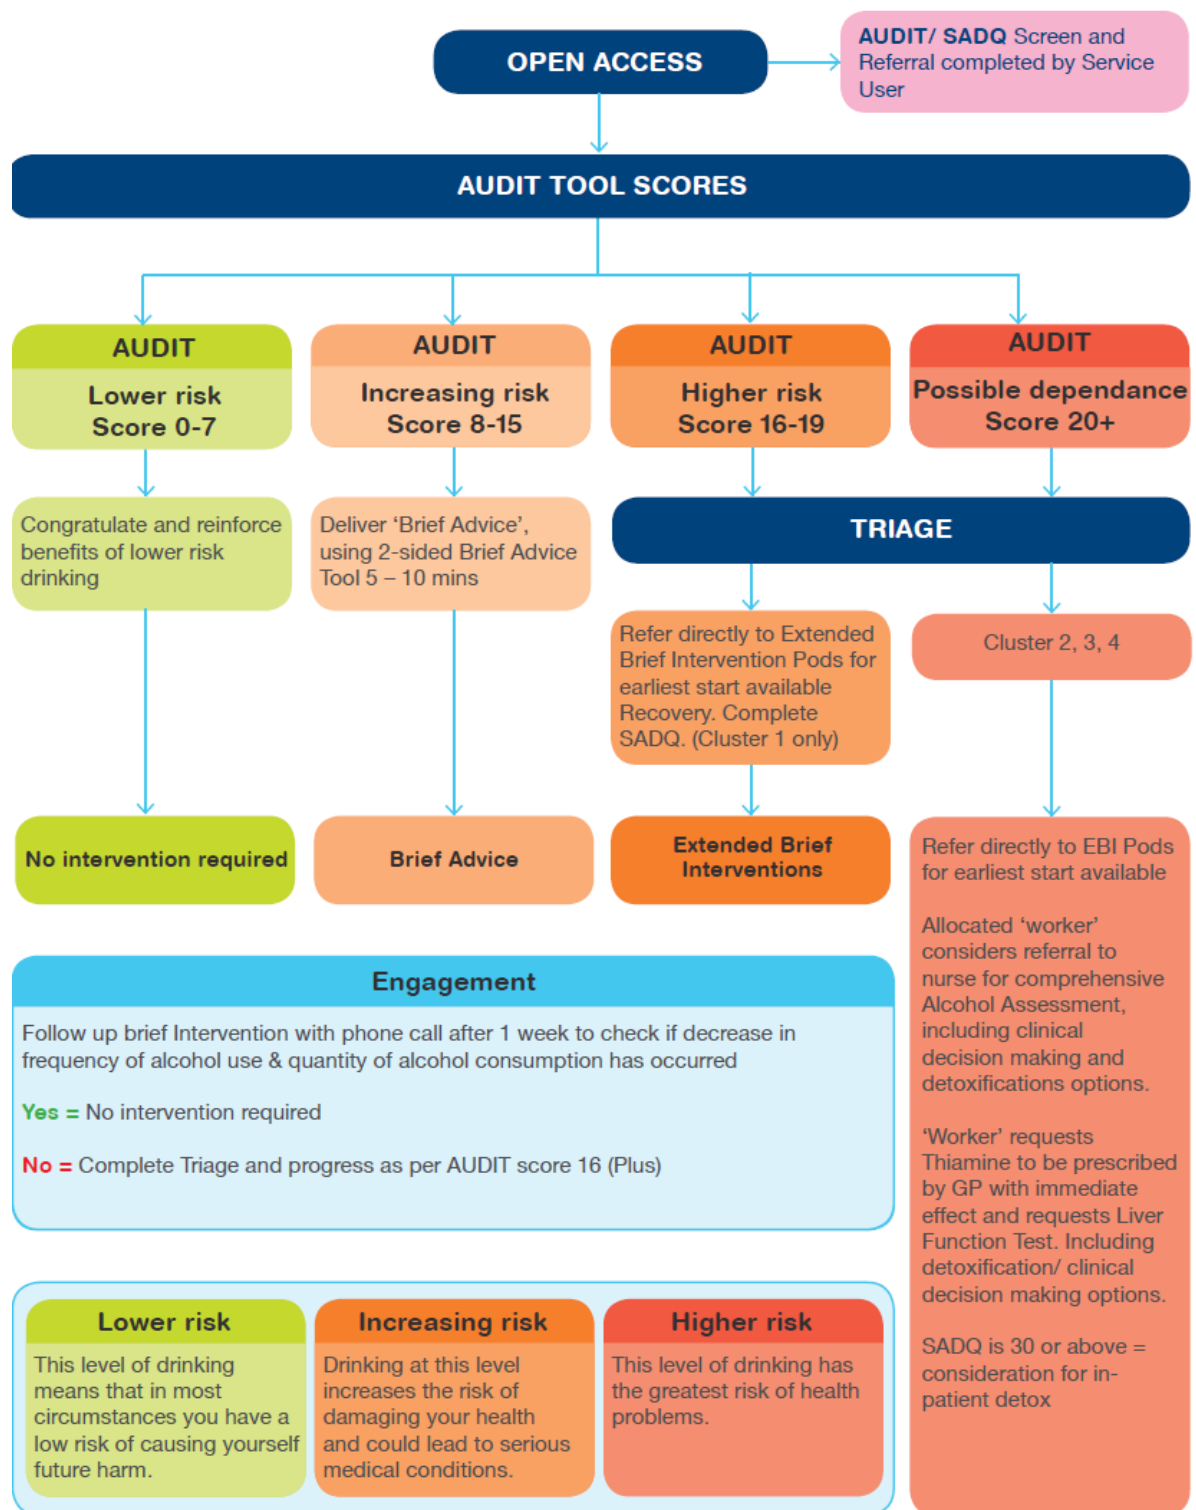 OPEN ACCESS
AUDIT/ SADQ Screen and
Referral completed by Service
User
AUDIT TOOL SCORES
AUDIT
Lower risk
Score 0-7
AUDIT
Increasing risk
Score 8-15
AUDIT
Higher risk
Score 16-19
AUDIT
Possible dependance
Score 20+
Congratulate and reinforce
benefits of lower risk
drinking
Deliver ‘Brief Advice’,
using 2-sided Brief Advice
Tool 5 – 10 mins
TRIAGE
Refer directly to Extended
Brief Intervention Pods for
earliest start available
Recovery. Complete
SADQ. (Cluster 1 only)
Cluster 2, 3, 4
No intervention required
Brief Advice
Extended Brief
Interventions
Refer directly to EBI Pods
for earliest start available
Allocated ‘worker’
considers referral to
nurse for comprehensive
Alcohol Assessment,
including clinical
decision making and
detoxifications options.
‘Worker’ requests
Thiamine to be prescribed
by GP with immediate
effect and requests Liver
Function Test. Including
detoxification/ clinical
decision making options.
SADQ is 30 or above =
consideration for in-
patient detox
Engagement
Follow up brief Intervention with phone call after 1 week to check if decrease in
frequency of alcohol use & quantity of alcohol consumption has occurred
Yes = No intervention required
No = Complete Triage and progress as per AUDIT score 16 (Plus)
Lower risk
This level of drinking
means that in most
circumstances you have a
low risk of causing yourself
future harm.
Increasing risk
Drinking at this level
increases the risk of
damaging your health
and could lead to serious
medical conditions.
Higher risk
This level of drinking has
the greatest risk of health
problems.